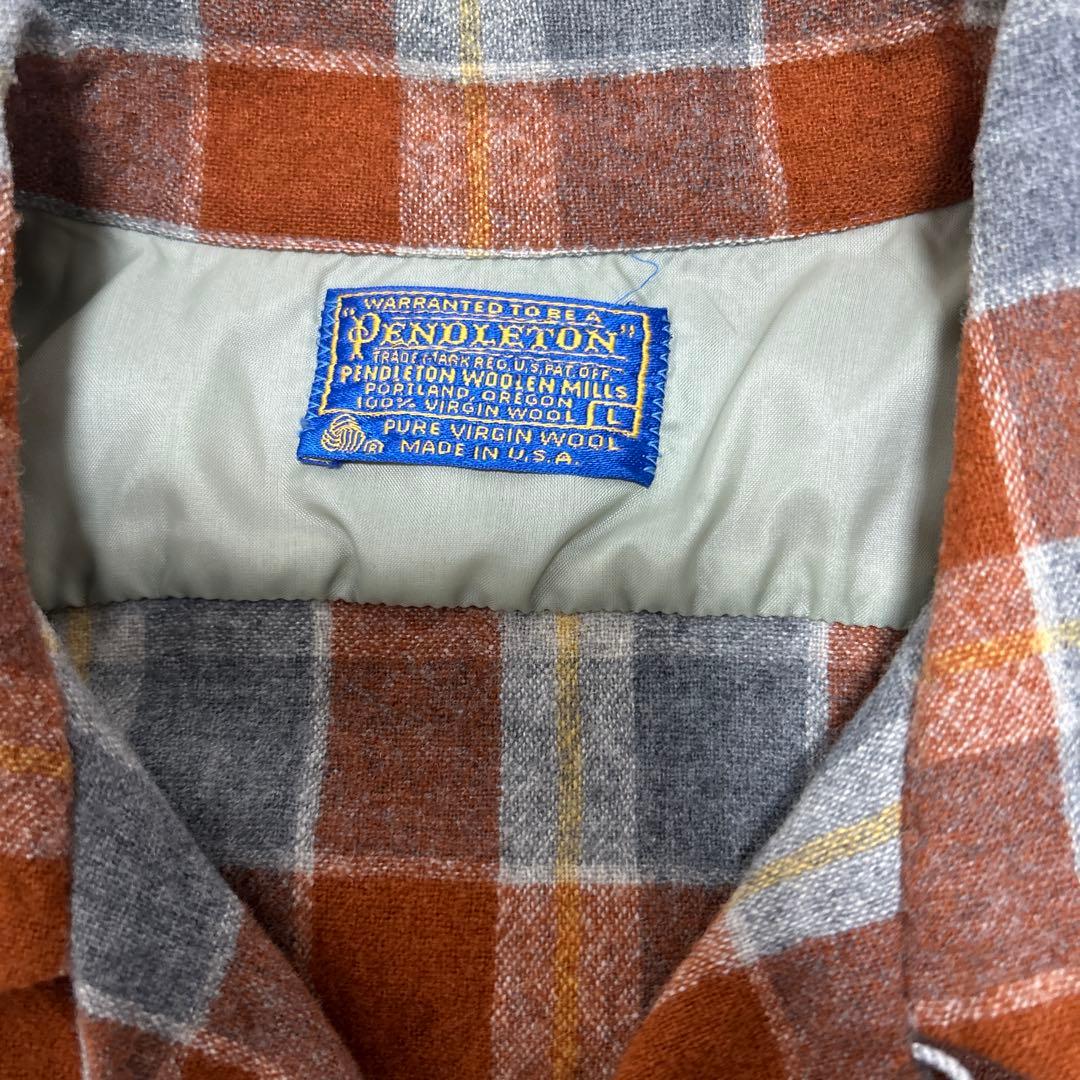 WARRANTED TO BE A
"PENDLETON"
TRADE MARK REG. U.S. PAT. OFF.
PENDLETON WOOLEN MILLS
PORTLAND, OREGON
100% VIRGIN WOOL L
PURE VIRGIN WOOL
R MADE IN U.S.A.